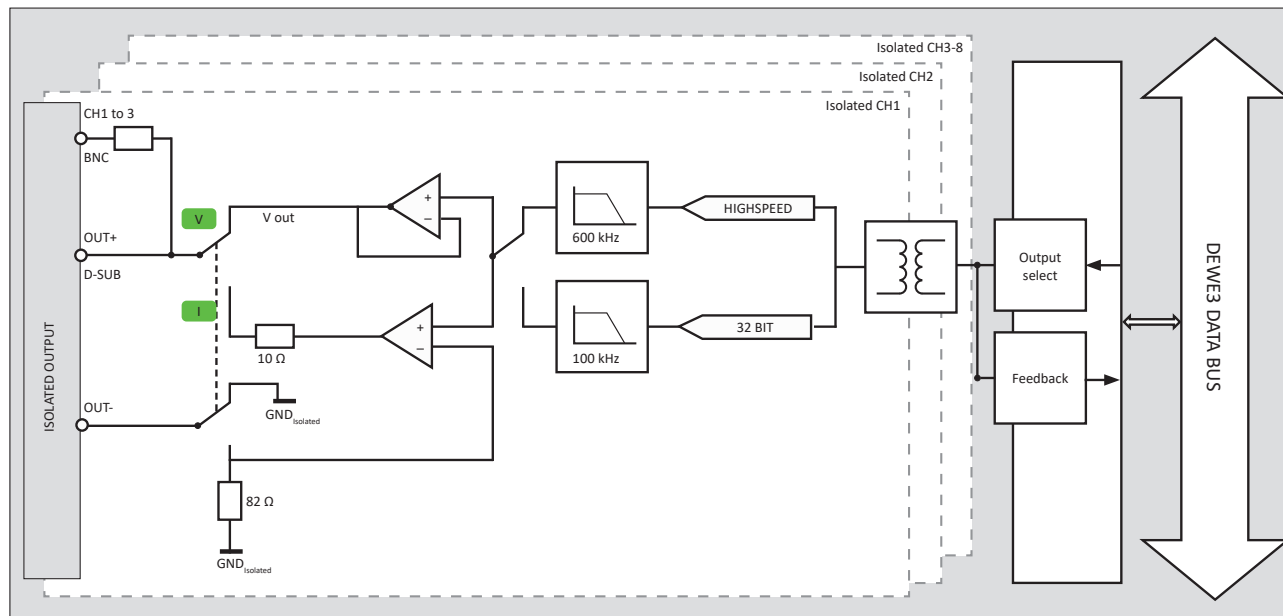 Isolated CH3-8
Isolated CH2
Isolated CH1
CH1 to 3
BNC
OUT+
D-SUB
V
V out
+
−
600 kHz
HIGHSPEED
I
10 Ω
+
−
100 kHz
32 BIT
Output
select
Feedback
OUT-
GND Isolated
82 Ω
GND Isolated
ISOLATED OUTPUT
DEWE3 DATA BUS